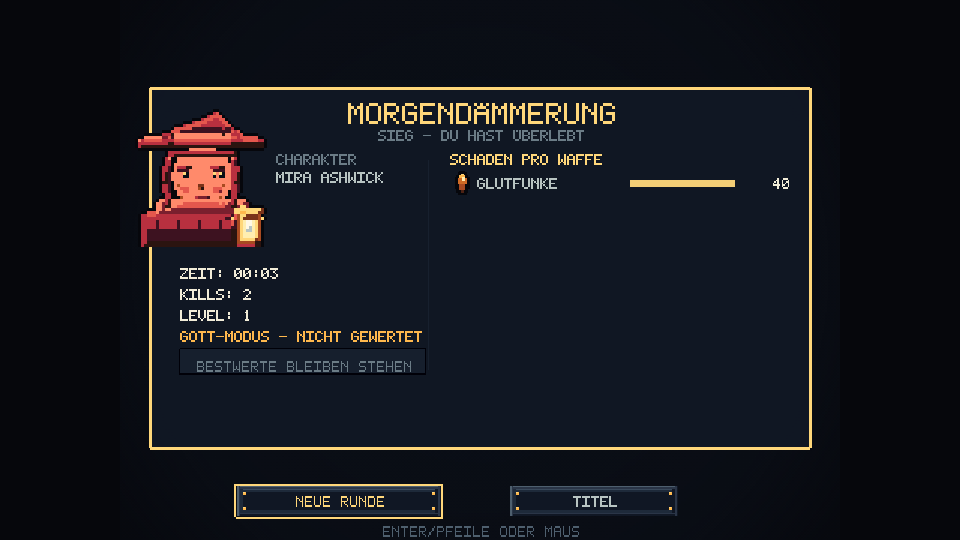 MORGENDÄMMERUNG
SIEG – DU HAST ÜBERLEBT
CHARAKTER
MIRA ASHWICK
SCHADEN PRO WAFFE
GLUTFUNKE 40
ZEIT: 00:03
KILLS: 2
LEVEL: 1
GOTT-MODUS – NICHT GEWERTET
BESTWERTE BLEIBEN STEHEN
NEUE RUNDE
TITEL
ENTER/PFEILE ODER MAUS